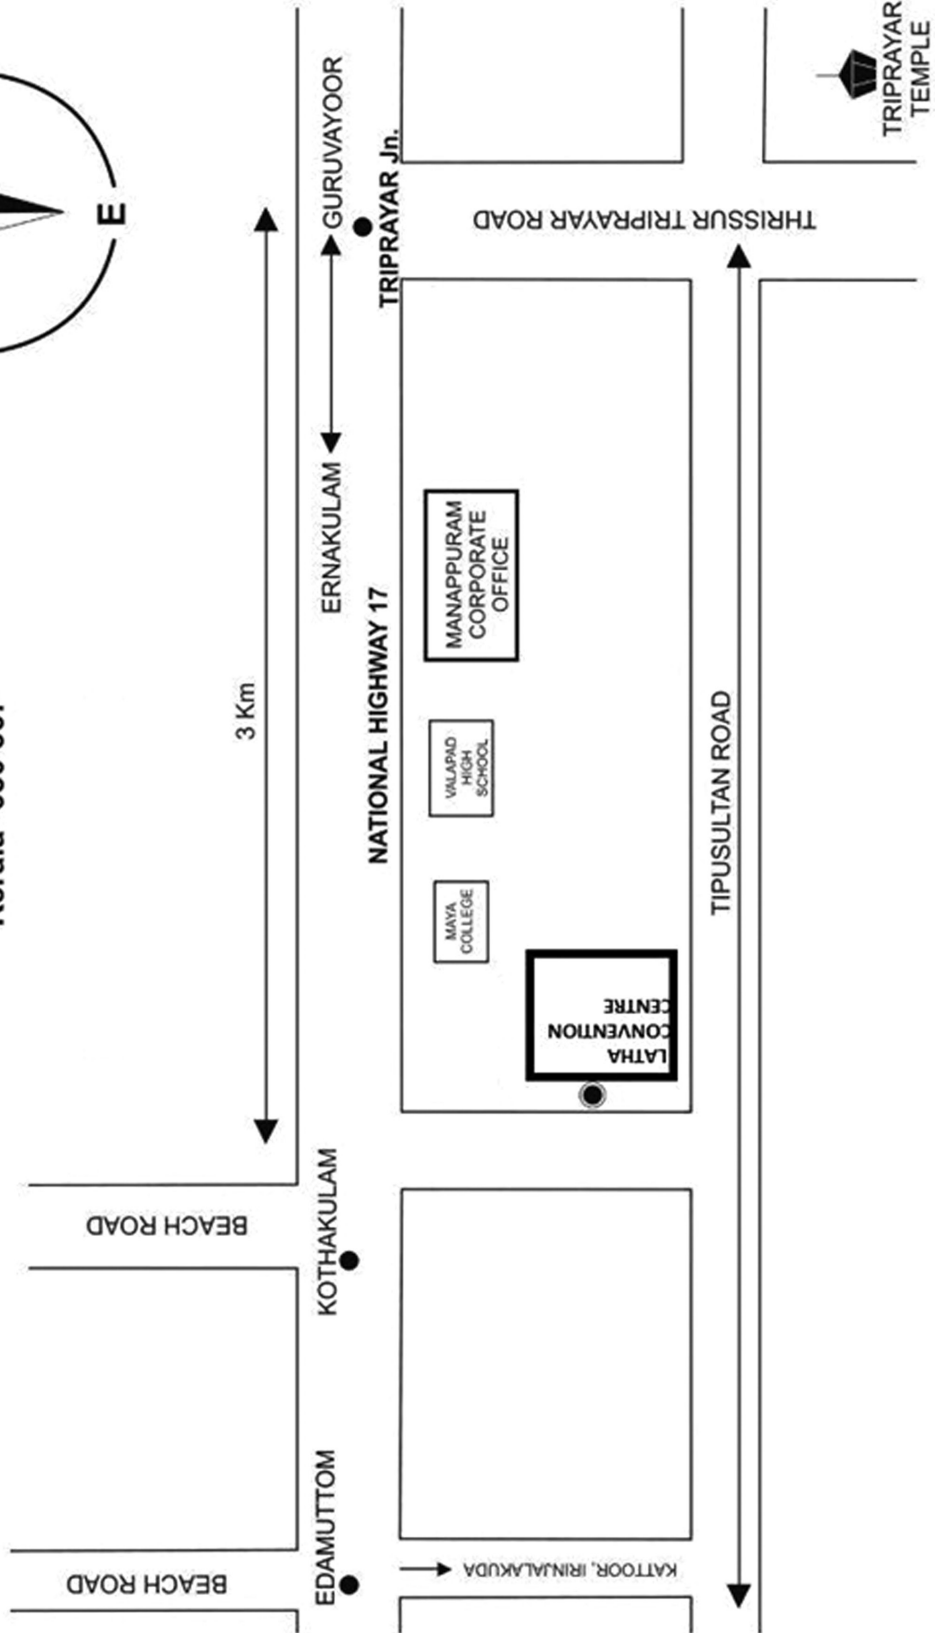 E
GURUVAYOOR
TRIPRAYAR Jn.
TRIPRAYAR
TEMPLE
THRISSUR TRIPRAYAR ROAD
ERNAKULAM
MANAPPURAM
CORPORATE
OFFICE
NATIONAL HIGHWAY 17
3 Km
VALAPAD
HIGH
SCHOOL
TIPUSULTAN ROAD
MAYA
COLLEGE
LATHA
CONVENTION
CENTRE
KOTHAKULAM
BEACH ROAD
EDAMUTTOM
BEACH ROAD
KATTOOR, IRINJALAKUDA